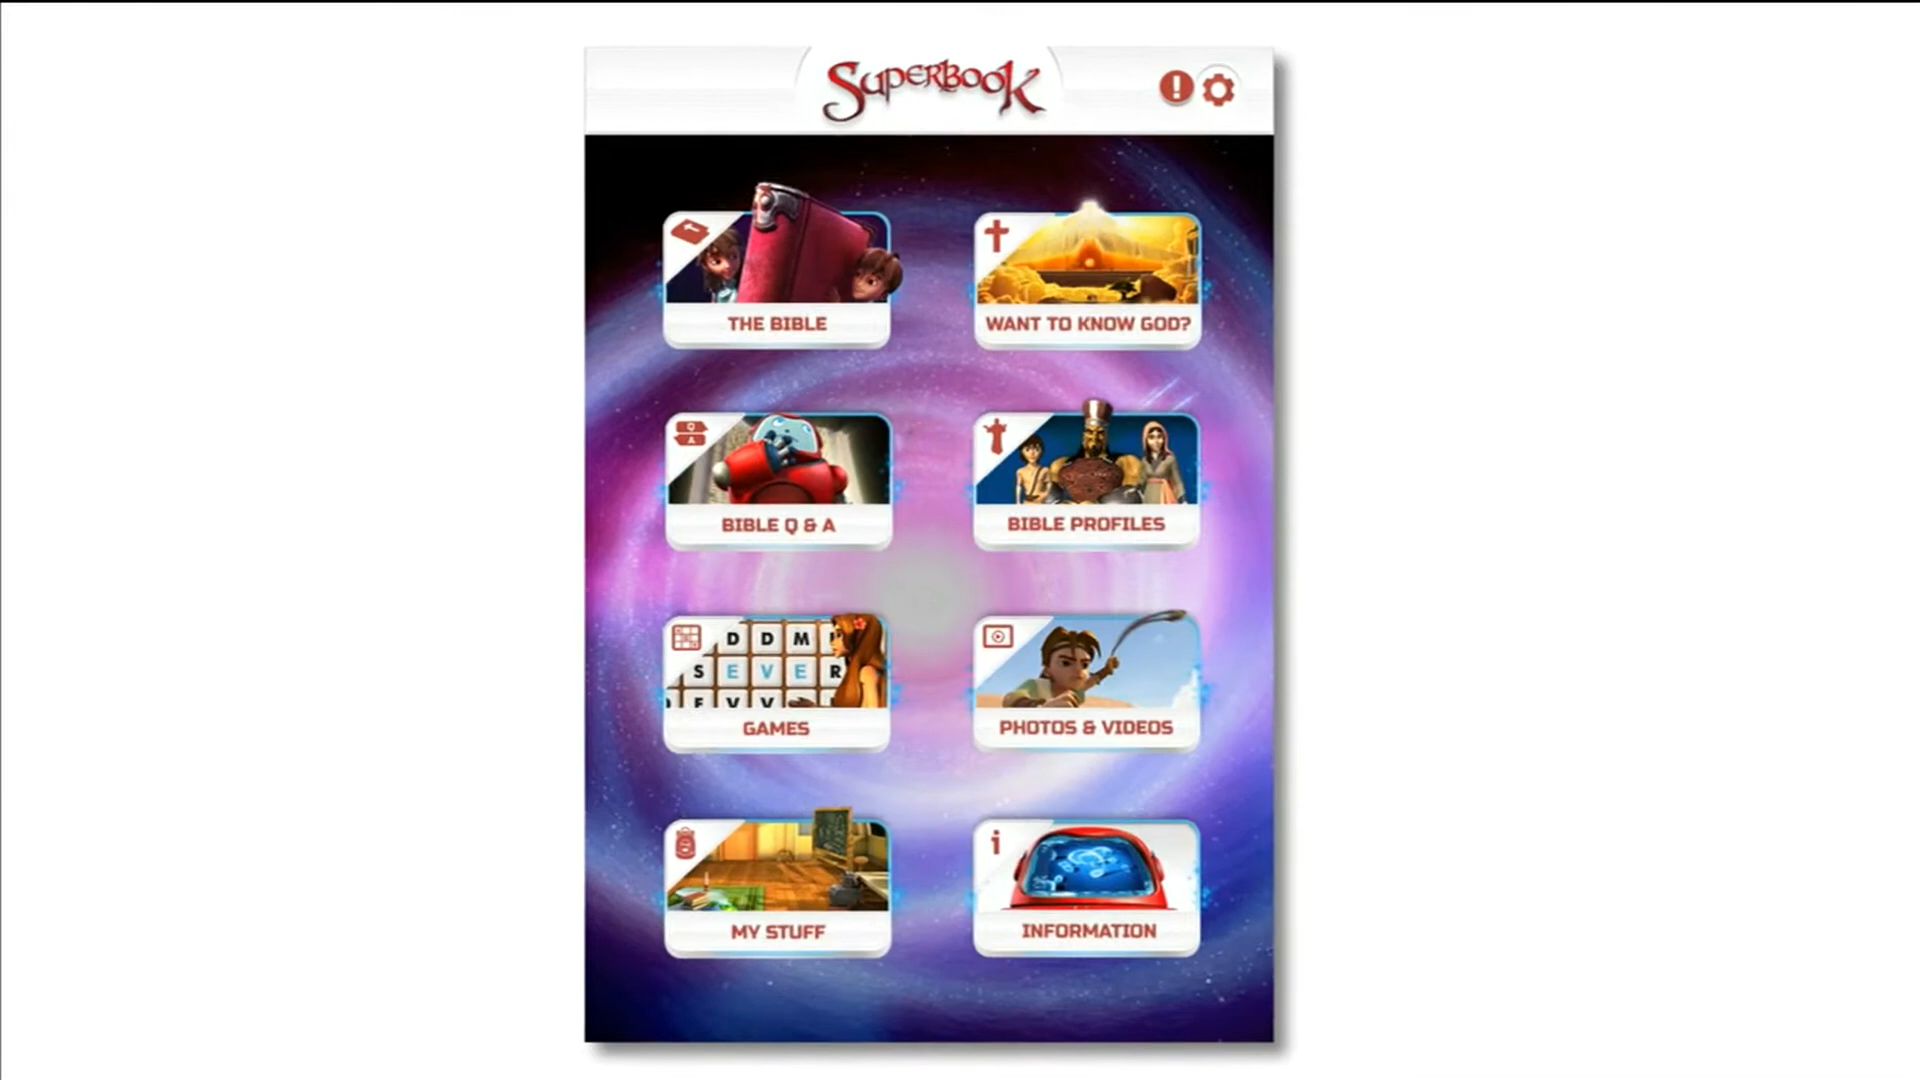 SUPERBOOK
THE BIBLE
WANT TO KNOW GOD?
Q
A
BIBLE Q & A
BIBLE PROFILES
D D M
S E V E R
E V V
GAMES
PHOTOS & VIDEOS
MY STUFF
i
INFORMATION